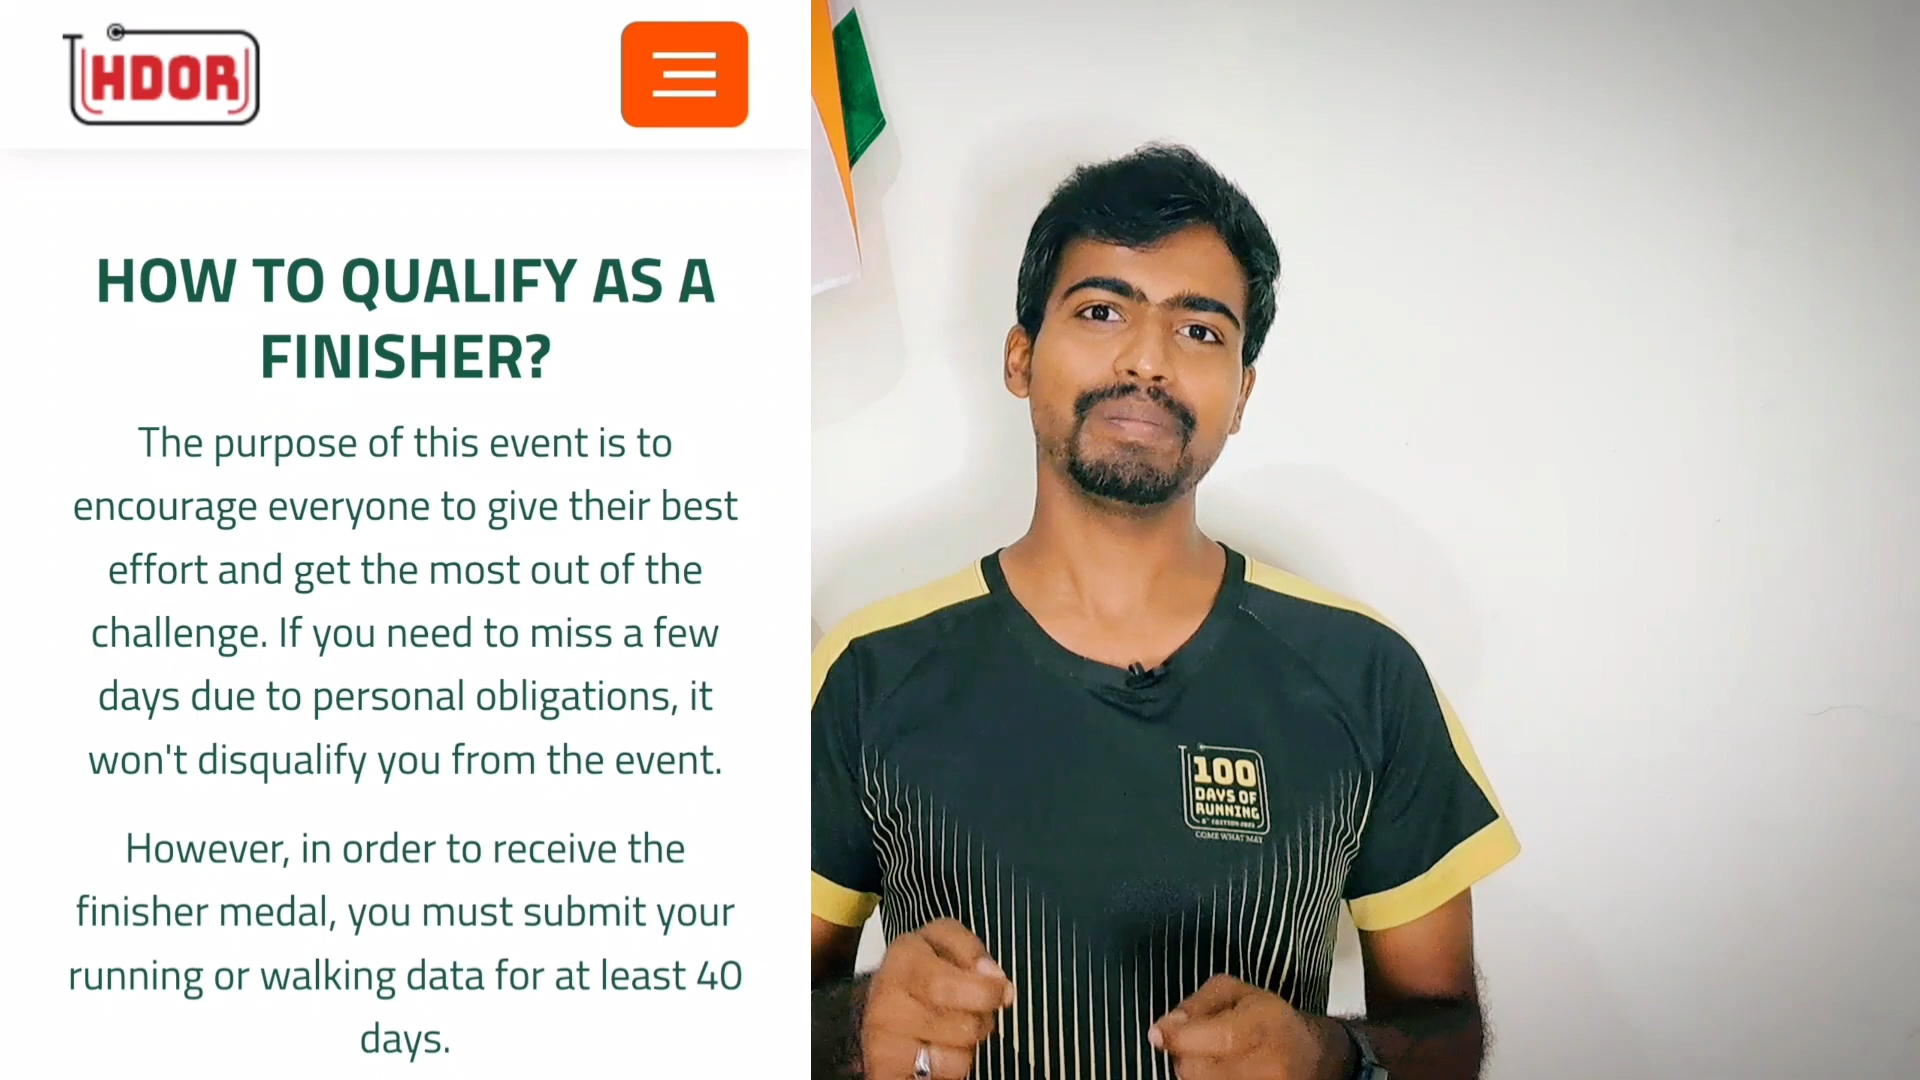 HDOR
HOW TO QUALIFY AS A
FINISHER?
The purpose of this event is to
encourage everyone to give their best
effort and get the most out of the
challenge. If you need to miss a few
days due to personal obligations, it
won't disqualify you from the event.
However, in order to receive the
finisher medal, you must submit your
running or walking data for at least 40
days.
100
DAYS OF
RUNNING
COME WHAT MAY